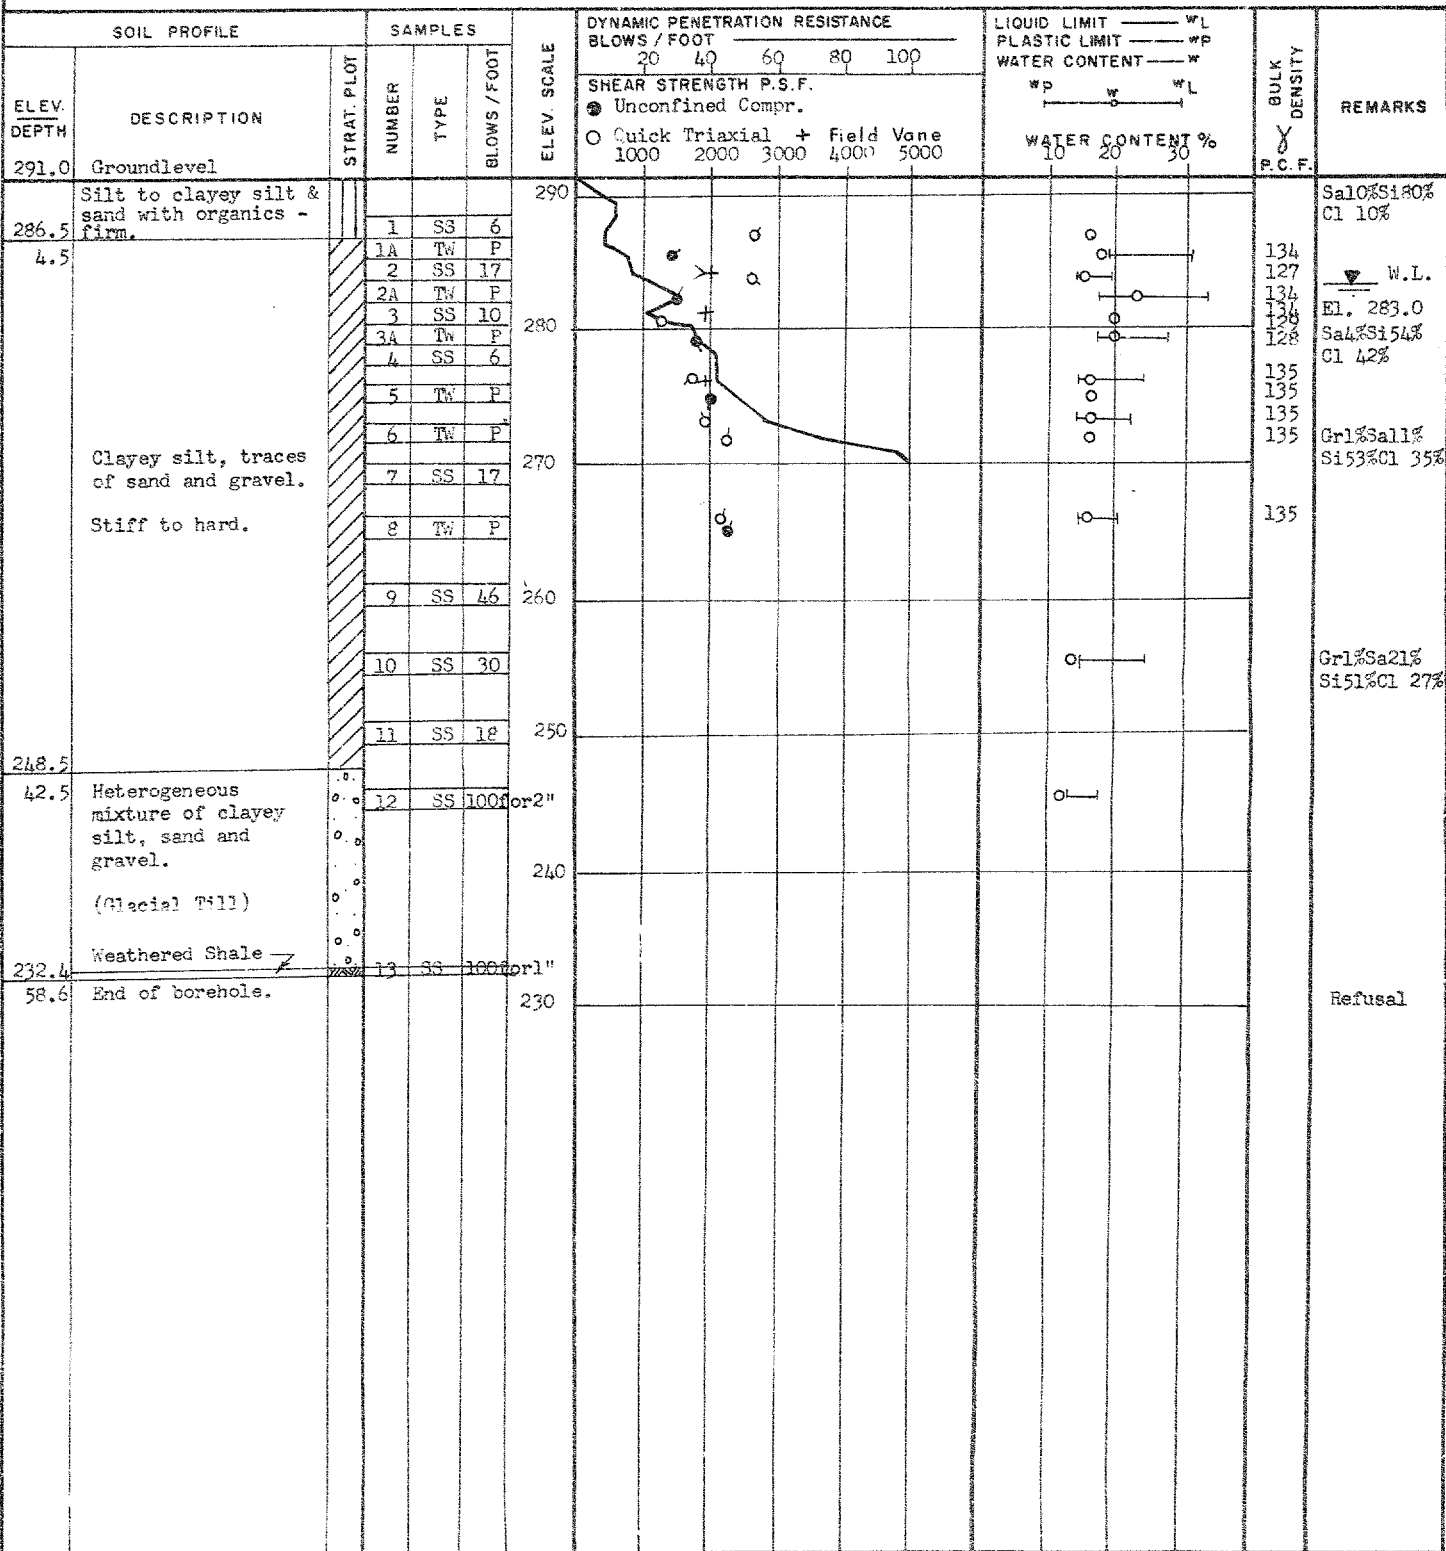 SOIL PROFILE
SAMPLES
ELEV. DEPTH
DESCRIPTION
STRAT. PLOT
NUMBER
TYPE
BLOWS / FOOT
ELEV. SCALE
DYNAMIC PENETRATION RESISTANCE
BLOWS / FOOT
20 40 60 80 100
SHEAR STRENGTH P.S.F.
● Unconfined Compr.
○ Quick Triaxial + Field Vane
1000 2000 3000 4000 5000
LIQUID LIMIT —— wL
PLASTIC LIMIT —— wP
WATER CONTENT —— w
wP w wL
WATER CONTENT %
10 20 30
BULK DENSITY
γ
P.C.F.
REMARKS
291.0 Groundlevel
Silt to clayey silt &
sand with organics -
firm.
286.5
4.5
Clayey silt, traces
of sand and gravel.
Stiff to hard.
248.5
42.5
Heterogeneous
mixture of clayey
silt, sand and
gravel.
(Glacial Till)
Weathered Shale
232.4
58.6 End of borehole.
1 SS 6
1A TW P
2 SS 17
2A TW P
3 SS 10
3A TW P
4 SS 6
5 TW P
6 TW P
7 SS 17
8 TW P
9 SS 46
10 SS 30
11 SS 18
12 SS 100for2"
13 SS 100for1"
290
280
270
260
250
240
230
134
127
134
134
128
135
135
135
135
135
Sa10%Si80%
Cl 10%
W.L.
El. 283.0
Sa4%Si54%
Cl 42%
Gr1%Sa11%
Si53%Cl 35%
Gr1%Sa21%
Si51%Cl 27%
Refusal